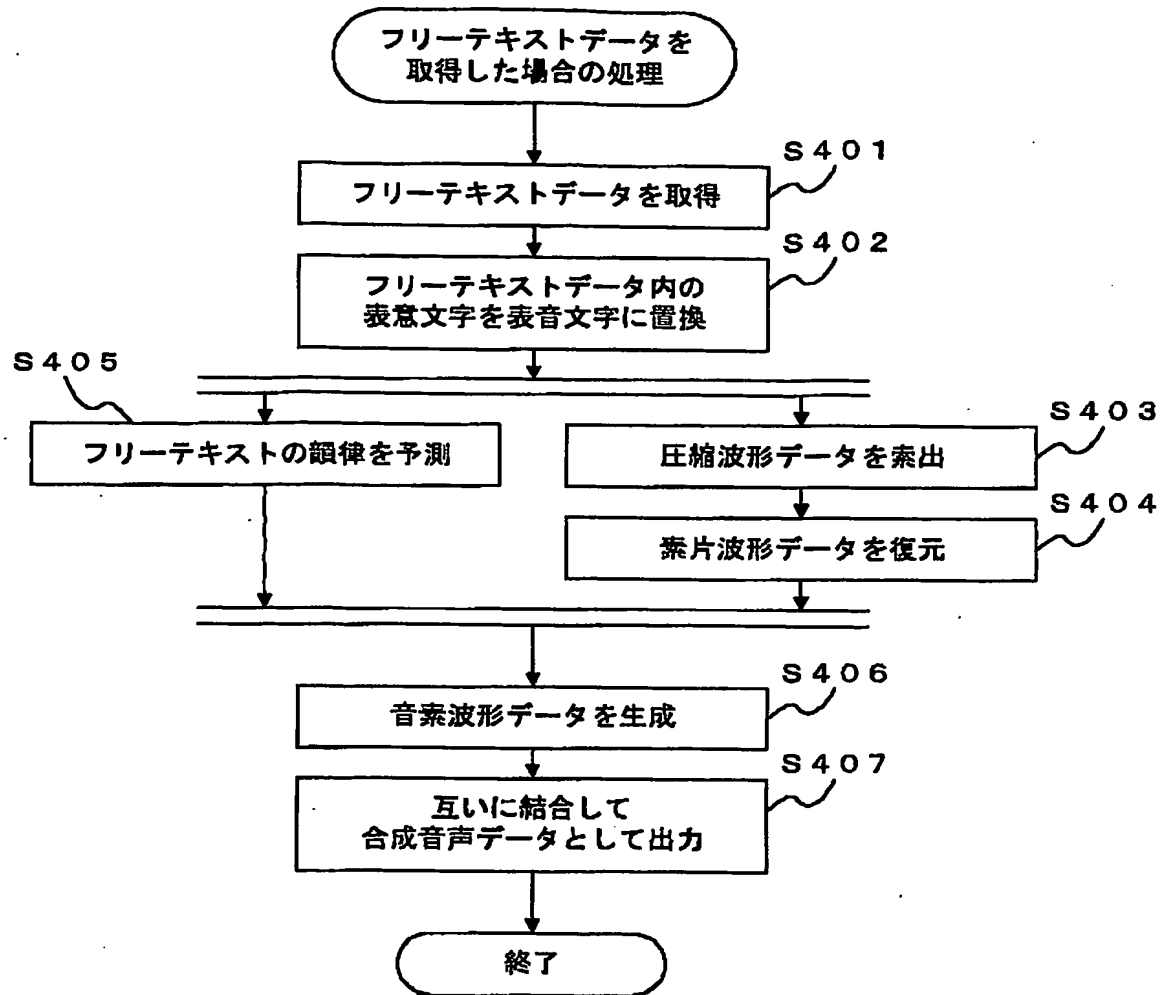 フリーテキストデータを
取得した場合の処理
S401
フリーテキストデータを取得
S402
フリーテキストデータ内の
表意文字を表音文字に置換
S405
フリーテキストの韻律を予測
S403
圧縮波形データを索出
S404
素片波形データを復元
S406
音素波形データを生成
S407
互いに結合して
合成音声データとして出力
終了